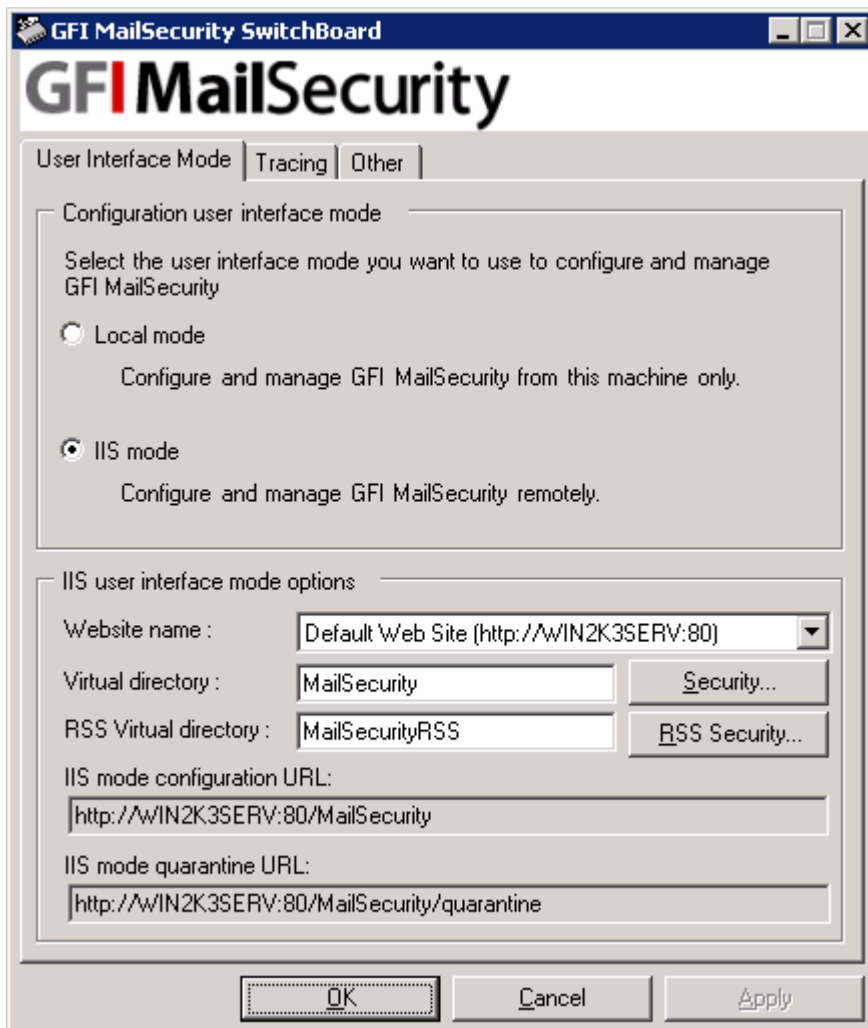 GFI MailSecurity SwitchBoard
GFI MailSecurity
User Interface Mode Tracing Other
Configuration user interface mode
Select the user interface mode you want to use to configure and manage
GFI MailSecurity
Local mode
Configure and manage GFI MailSecurity from this machine only.
IIS mode
Configure and manage GFI MailSecurity remotely.
IIS user interface mode options
Website name : Default Web Site (http://WIN2K3SERV:80)
Virtual directory : MailSecurity Security...
RSS Virtual directory : MailSecurityRSS RSS Security...
IIS mode configuration URL:
http://WIN2K3SERV:80/MailSecurity
IIS mode quarantine URL:
http://WIN2K3SERV:80/MailSecurity/quarantine
OK Cancel Apply